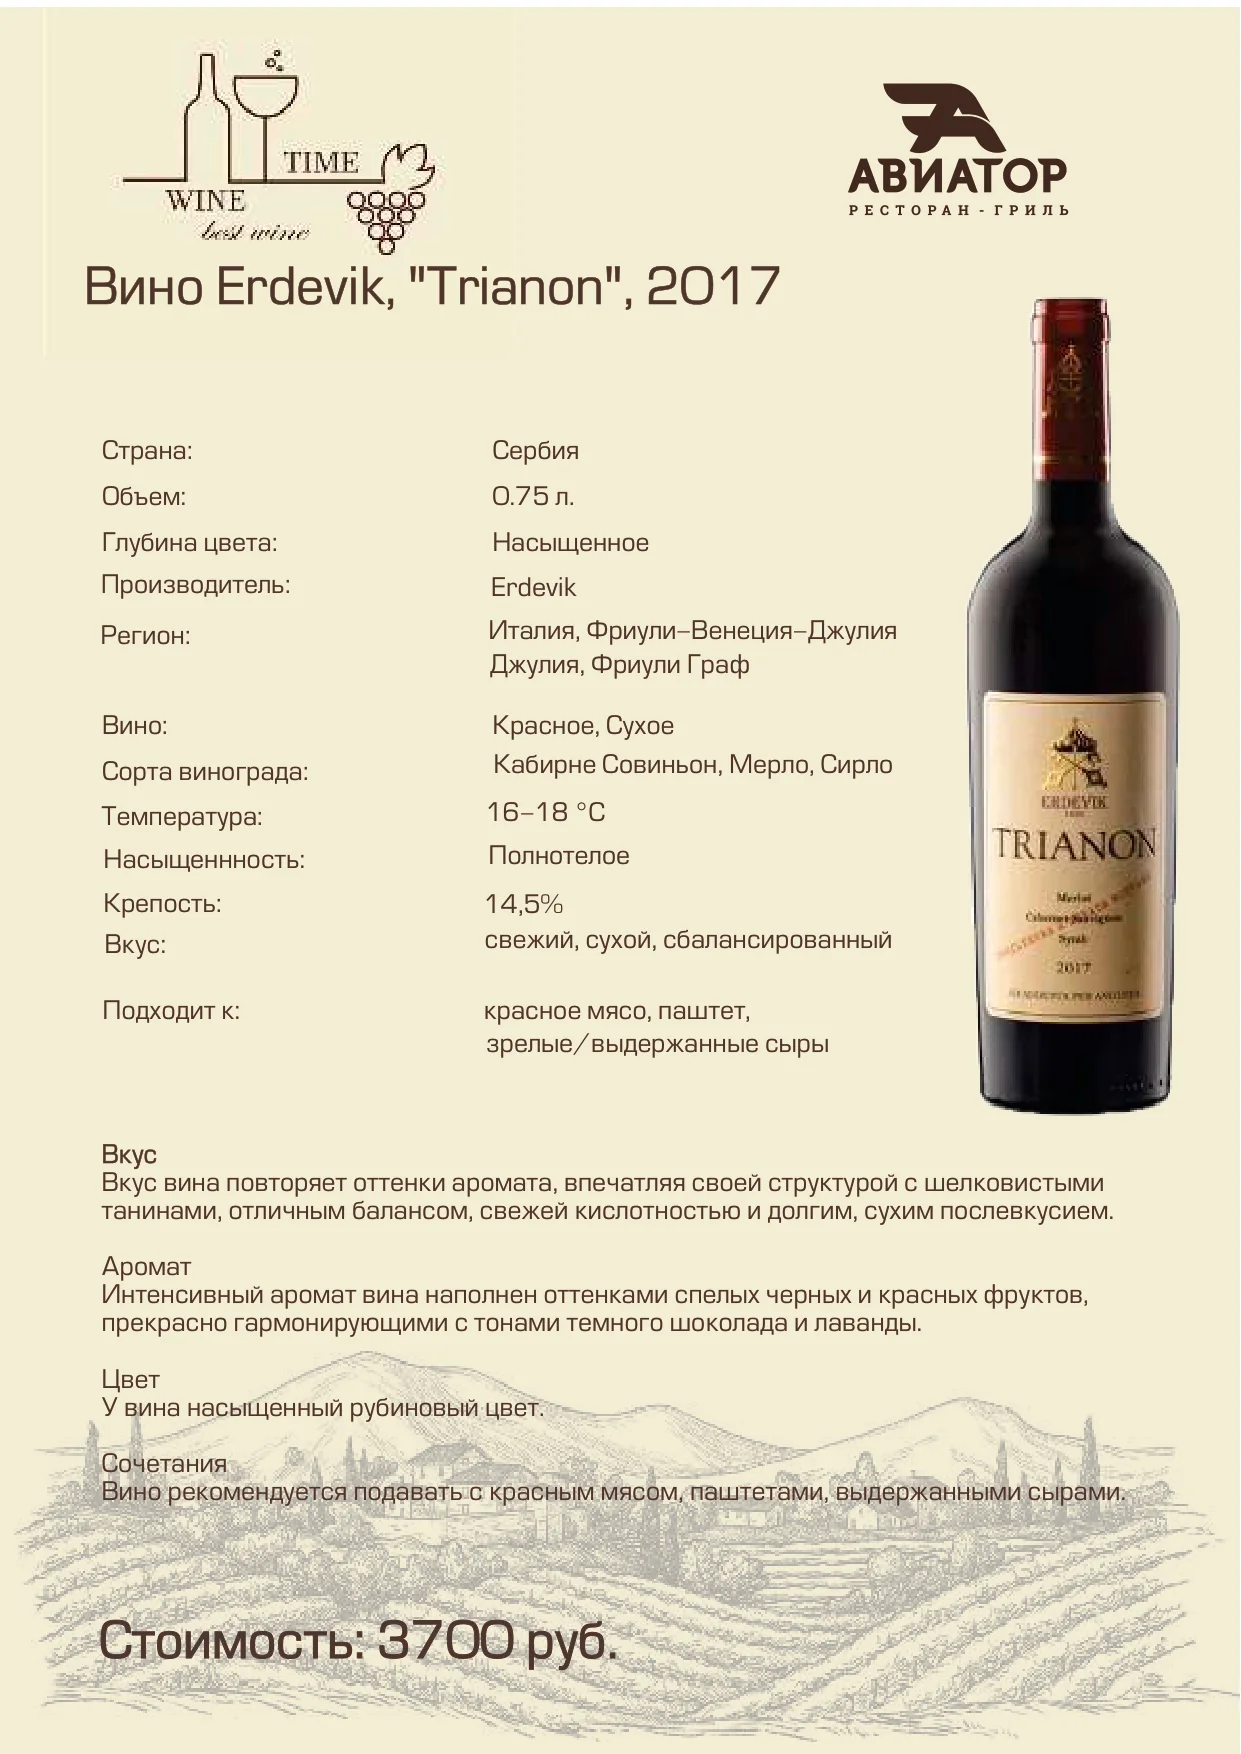 TIME
WINE
best wine
АВИАТОР
РЕСТОРАН-ГРИЛЬ
Вино Erdevik, "Trianon", 2017
Страна: Сербия
Объем: 0.75 л.
Глубина цвета: Насыщенное
Производитель: Erdevik
Регион: Италия, Фриули-Венеция-Джулия
Джулия, Фриули Граф
Вино: Красное, Сухое
Сорта винограда: Кабирне Совиньон, Мерло, Сирло
Температура: 16-18 °C
Насыщеннность: Полнотелое
Крепость: 14,5%
Вкус: свежий, сухой, сбалансированный
Подходит к: красное мясо, паштет,
зрелые/выдержанные сыры
ERDEVIK
TRIANON
Merlot
Cabernet Sauvignon
Syrah
2017
Вкус
Вкус вина повторяет оттенки аромата, впечатляя своей структурой с шелковистыми
танинами, отличным балансом, свежей кислотностью и долгим, сухим послевкусием.
Аромат
Интенсивный аромат вина наполнен оттенками спелых черных и красных фруктов,
прекрасно гармонирующими с тонами темного шоколада и лаванды.
Цвет
У вина насыщенный рубиновый цвет.
Сочетания
Вино рекомендуется подавать с красным мясом, паштетами, выдержанными сырами.
Стоимость: 3700 руб.